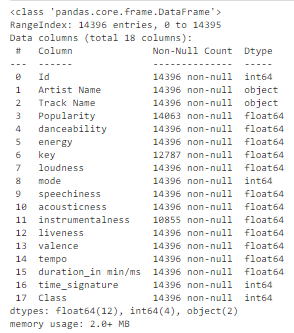 <class 'pandas.core.frame.DataFrame'>
RangeIndex: 14396 entries, 0 to 14395
Data columns (total 18 columns):
 #   Column              Non-Null Count  Dtype
---  ------              --------------  -----
 0   Id                  14396 non-null  int64
 1   Artist Name         14396 non-null  object
 2   Track Name          14396 non-null  object
 3   Popularity          14063 non-null  float64
 4   danceability        14396 non-null  float64
 5   energy              14396 non-null  float64
 6   key                 12787 non-null  float64
 7   loudness            14396 non-null  float64
 8   mode                14396 non-null  int64
 9   speechiness         14396 non-null  float64
 10  acousticness        14396 non-null  float64
 11  instrumentalness    10855 non-null  float64
 12  liveness            14396 non-null  float64
 13  valence             14396 non-null  float64
 14  tempo               14396 non-null  float64
 15  duration_in min/ms  14396 non-null  float64
 16  time_signature      14396 non-null  int64
 17  Class               14396 non-null  int64
dtypes: float64(12), int64(4), object(2)
memory usage: 2.0+ MB